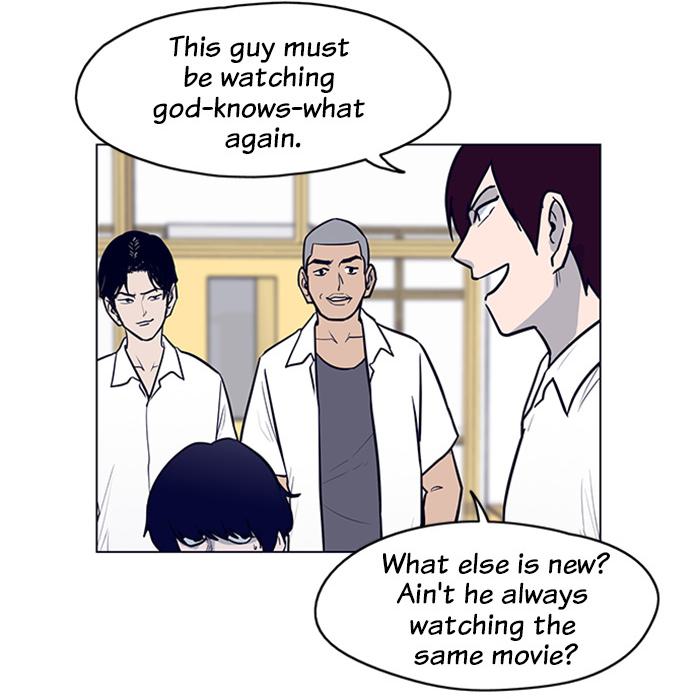 This guy must
be watching
god-knows-what
again.
What else is new?
Ain't he always
watching the
same movie?